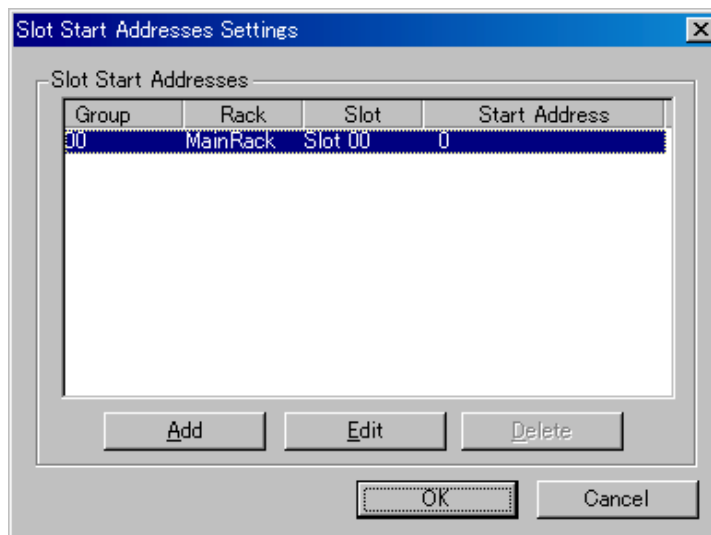 Slot Start Addresses Settings
Slot Start Addresses
Group Rack Slot Start Address
00 MainRack Slot 00 0
Add Edit Delete
OK Cancel